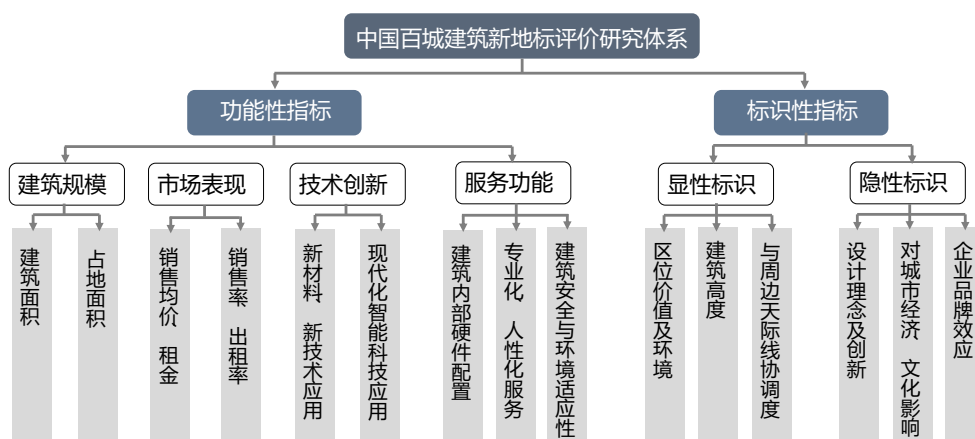 中国百城建筑新地标评价研究体系
功能性指标
标识性指标
建筑规模
市场表现
技术创新
服务功能
显性标识
隐性标识
建筑面积
占地面积
销售均价、租金
销售率、出租率
新材料、新技术应用
现代化智能科技应用
建筑内部硬件配置
专业化、人性化服务
建筑安全与环境适应性
区位价值及环境
建筑高度
与周边天际线协调度
设计理念及创新
对城市经济、文化影响
企业品牌效应